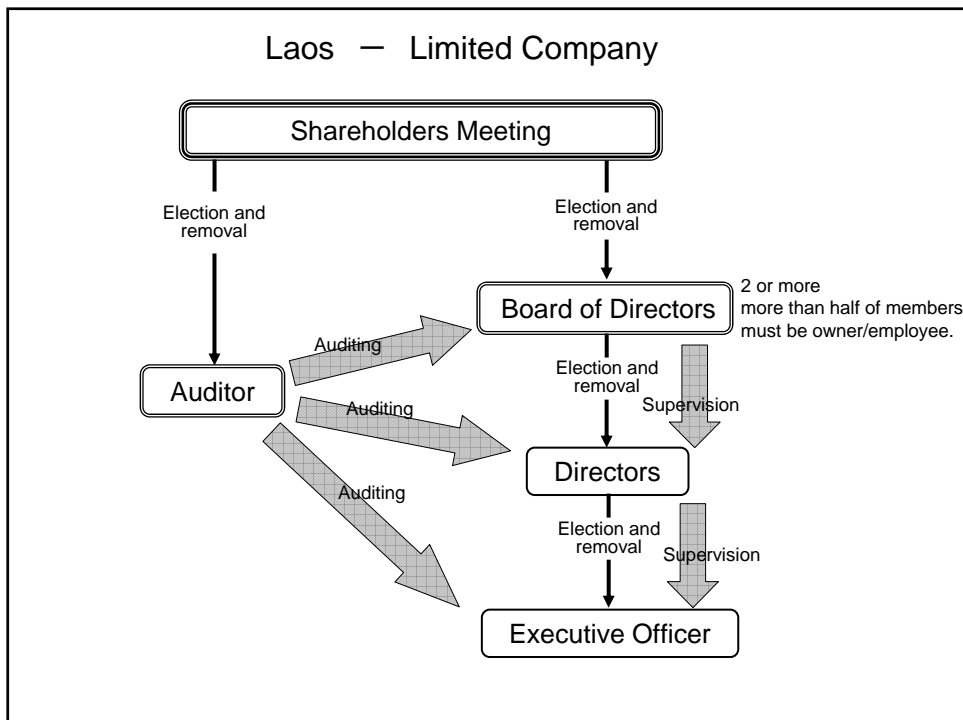 Laos － Limited Company
Shareholders Meeting
Election and
removal
Election and
removal
Board of Directors
2 or more
more than half of members
must be owner/employee.
Auditing
Auditor
Election and
removal
Auditing
Supervision
Directors
Auditing
Election and
removal
Supervision
Executive Officer